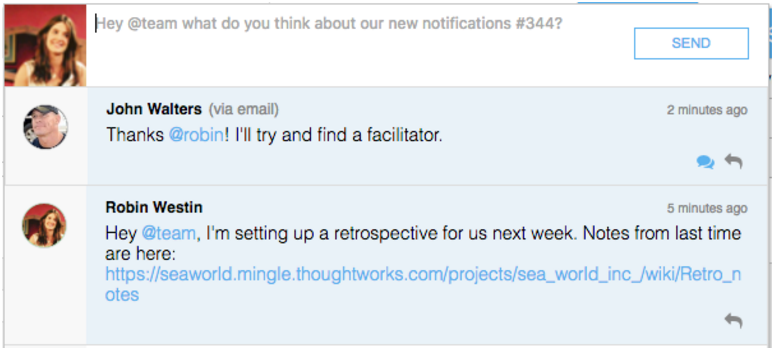 Hey @team what do you think about our new notifications #344?
SEND
John Walters (via email) 2 minutes ago
Thanks @robin! I'll try and find a facilitator.
Robin Westin 5 minutes ago
Hey @team, I'm setting up a retrospective for us next week. Notes from last time
are here:
https://seaworld.mingle.thoughtworks.com/projects/sea_world_inc_/wiki/Retro_n
otes